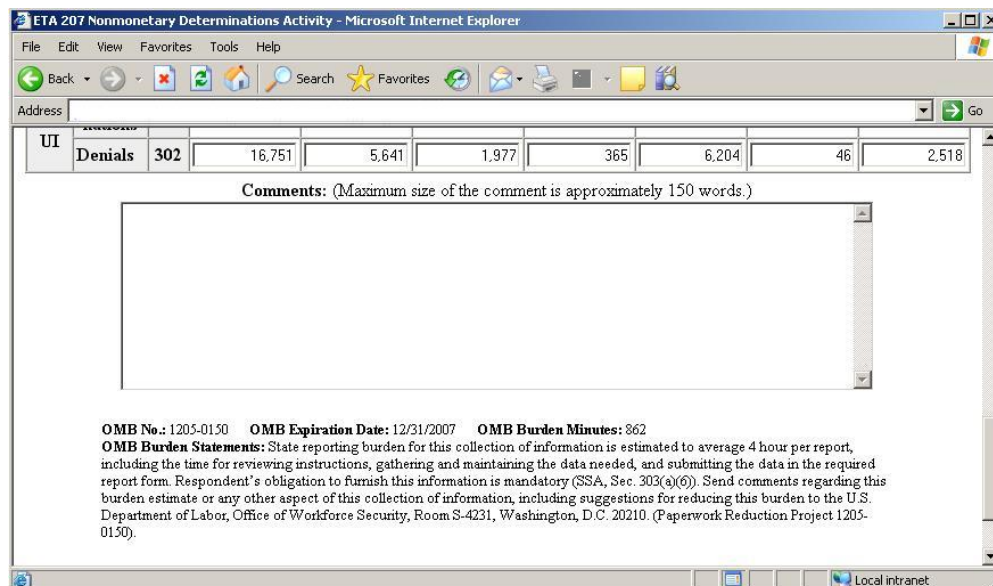 ETA 207 Nonmonetary Determinations Activity - Microsoft Internet Explorer
File Edit View Favorites Tools Help
Back Search Favorites
Address Go
UI
Denials 302 16,751 5,641 1,977 365 6,204 46 2,518
Comments: (Maximum size of the comment is approximately 150 words.)
OMB No.: 1205-0150 OMB Expiration Date: 12/31/2007 OMB Burden Minutes: 862
OMB Burden Statements: State reporting burden for this collection of information is estimated to average 4 hour per report,
including the time for reviewing instructions, gathering and maintaining the data needed, and submitting the data in the required
report form. Respondent's obligation to furnish this information is mandatory (SSA, Sec. 303(a)(6)). Send comments regarding this
burden estimate or any other aspect of this collection of information, including suggestions for reducing this burden to the U.S.
Department of Labor, Office of Workforce Security, Room S-4231, Washington, D.C. 20210. (Paperwork Reduction Project 1205-
0150).
Local intranet